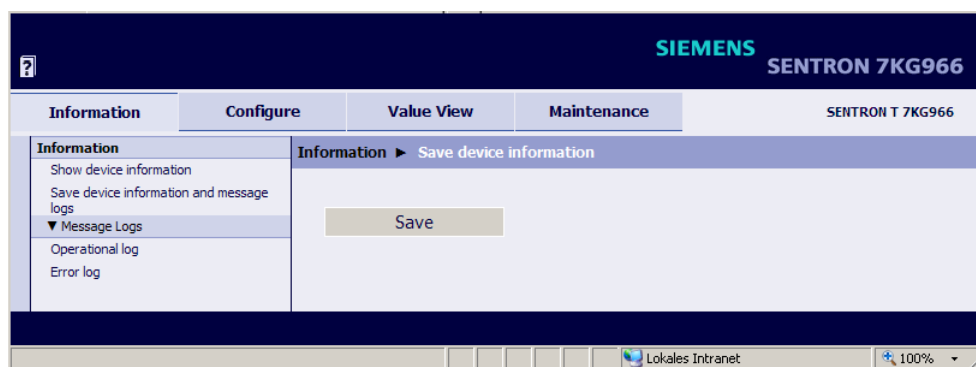 ?
SIEMENS
SENTRON 7KG966
Information Configure Value View Maintenance SENTRON T 7KG966
Information
Show device information
Save device information and message
logs
▼ Message Logs
Operational log
Error log
Information ► Save device information
Save
Lokales Intranet 100%